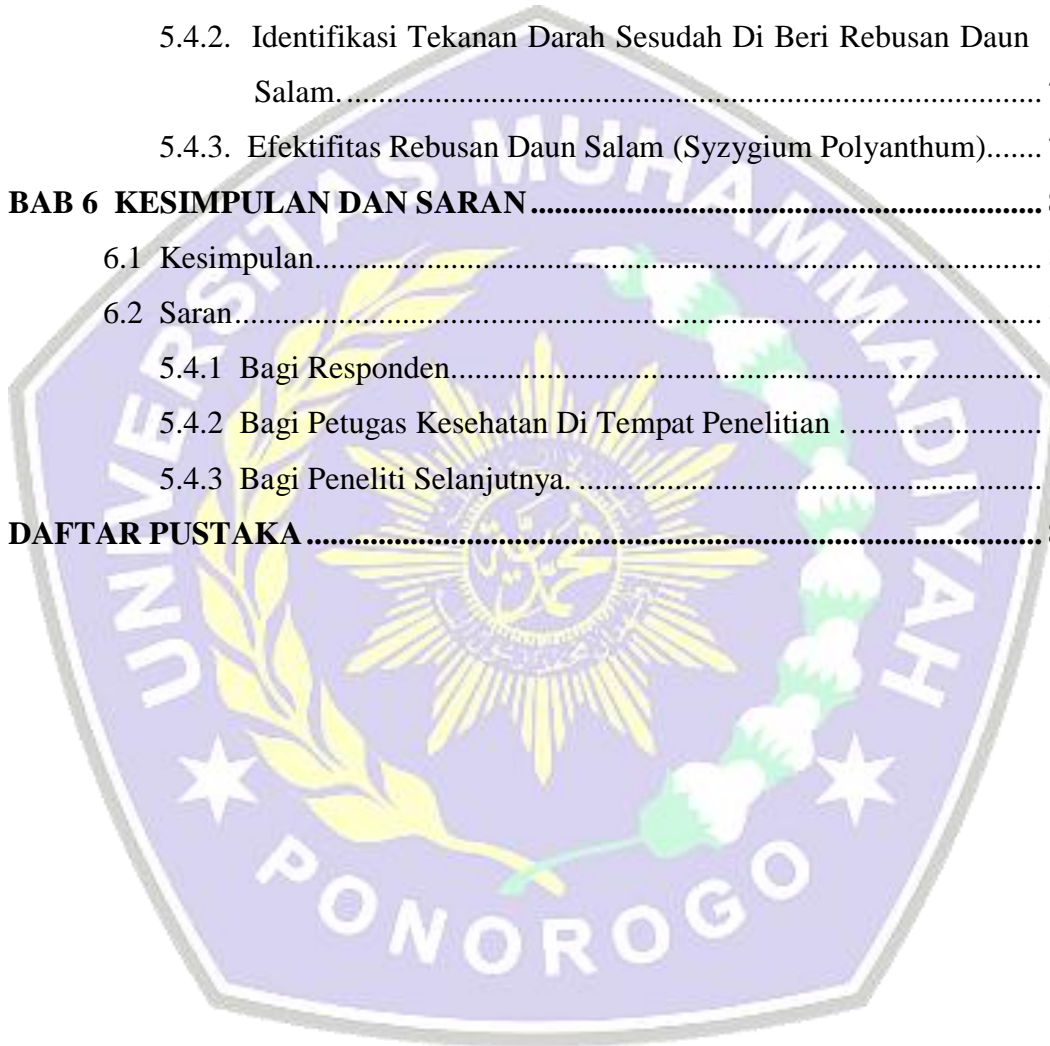 5.4.2. Identifikasi Tekanan Darah Sesudah Di Beri Rebusan Daun
Salam...............................................................................
5.4.3. Efektifitas Rebusan Daun Salam (Syzygium Polyanthum).......
BAB 6 KESIMPULAN DAN SARAN.................................................................
6.1 Kesimpulan.............................................................................................
6.2 Saran........................................................................................................
5.4.1 Bagi Responden...........................................................................
5.4.2 Bagi Petugas Kesehatan Di Tempat Penelitian .........................
5.4.3 Bagi Peneliti Selanjutnya. ...........................................................
DAFTAR PUSTAKA.............................................................................................
UNIVERSITAS MUHAMMADIYAH
PONOROGO